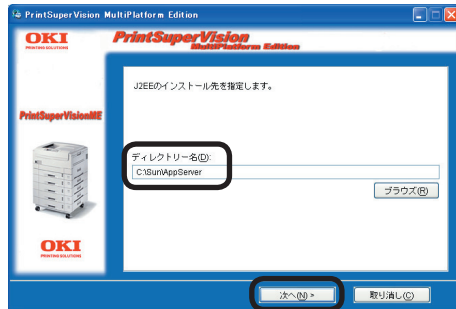 PrintSuperVision MultiPlatform Edition
OKI
PRINTING SOLUTIONS
PrintSuperVision
MultiPlatform Edition
J2EEのインストール先を指定します。
PrintSuperVisionME
ディレクトリー名(D):
C:\Sun\AppServer
ブラウズ(R)
OKI
PRINTING SOLUTIONS
次へ(N) >
取り消し(C)